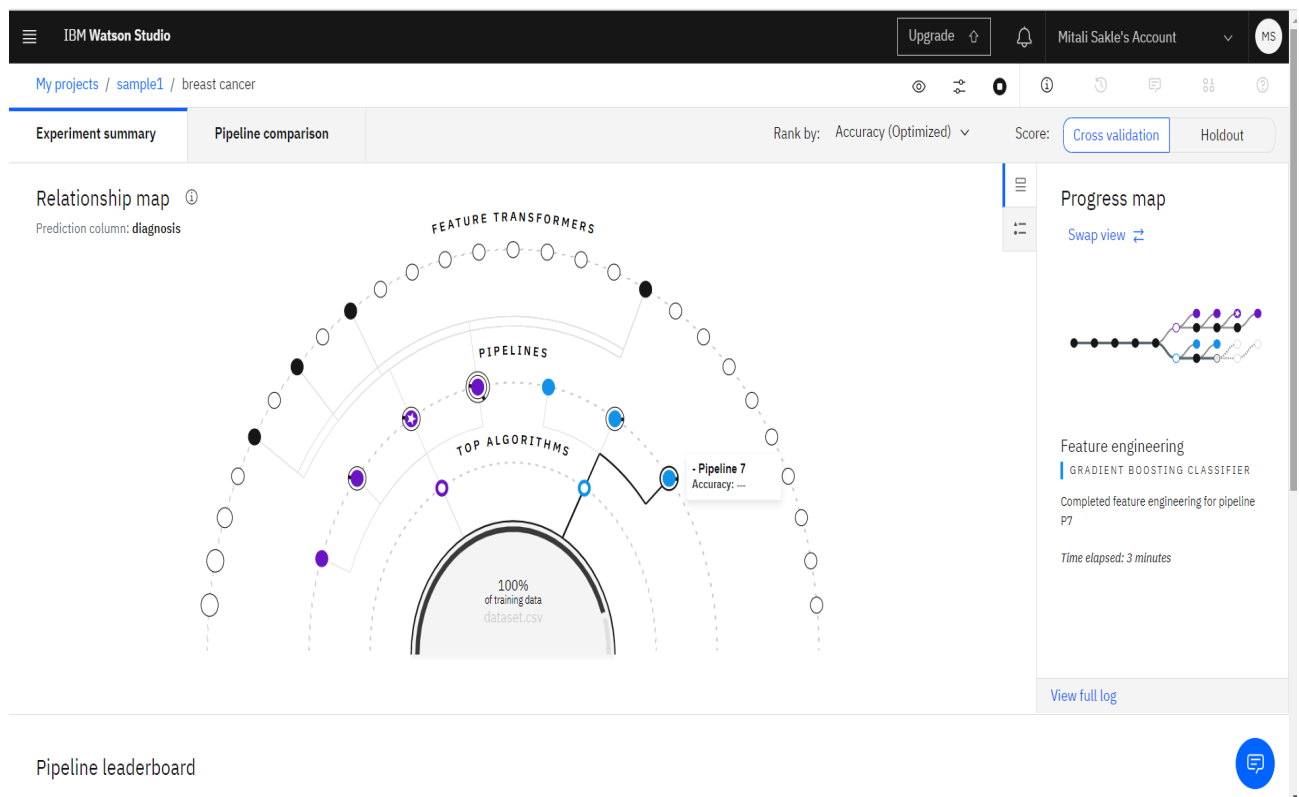 IBM Watson Studio
Upgrade
Mitali Sakle's Account
MS
My projects / sample1 / breast cancer
Experiment summary
Pipeline comparison
Rank by: Accuracy (Optimized)
Score: Cross validation Holdout
Relationship map
Prediction column: diagnosis
FEATURE TRANSFORMERS
PIPELINES
TOP ALGORITHMS
- Pipeline 7
Accuracy: ---
100%
of training data
dataset.csv
Progress map
Swap view
Feature engineering
GRADIENT BOOSTING CLASSIFIER
Completed feature engineering for pipeline
P7
Time elapsed: 3 minutes
View full log
Pipeline leaderboard